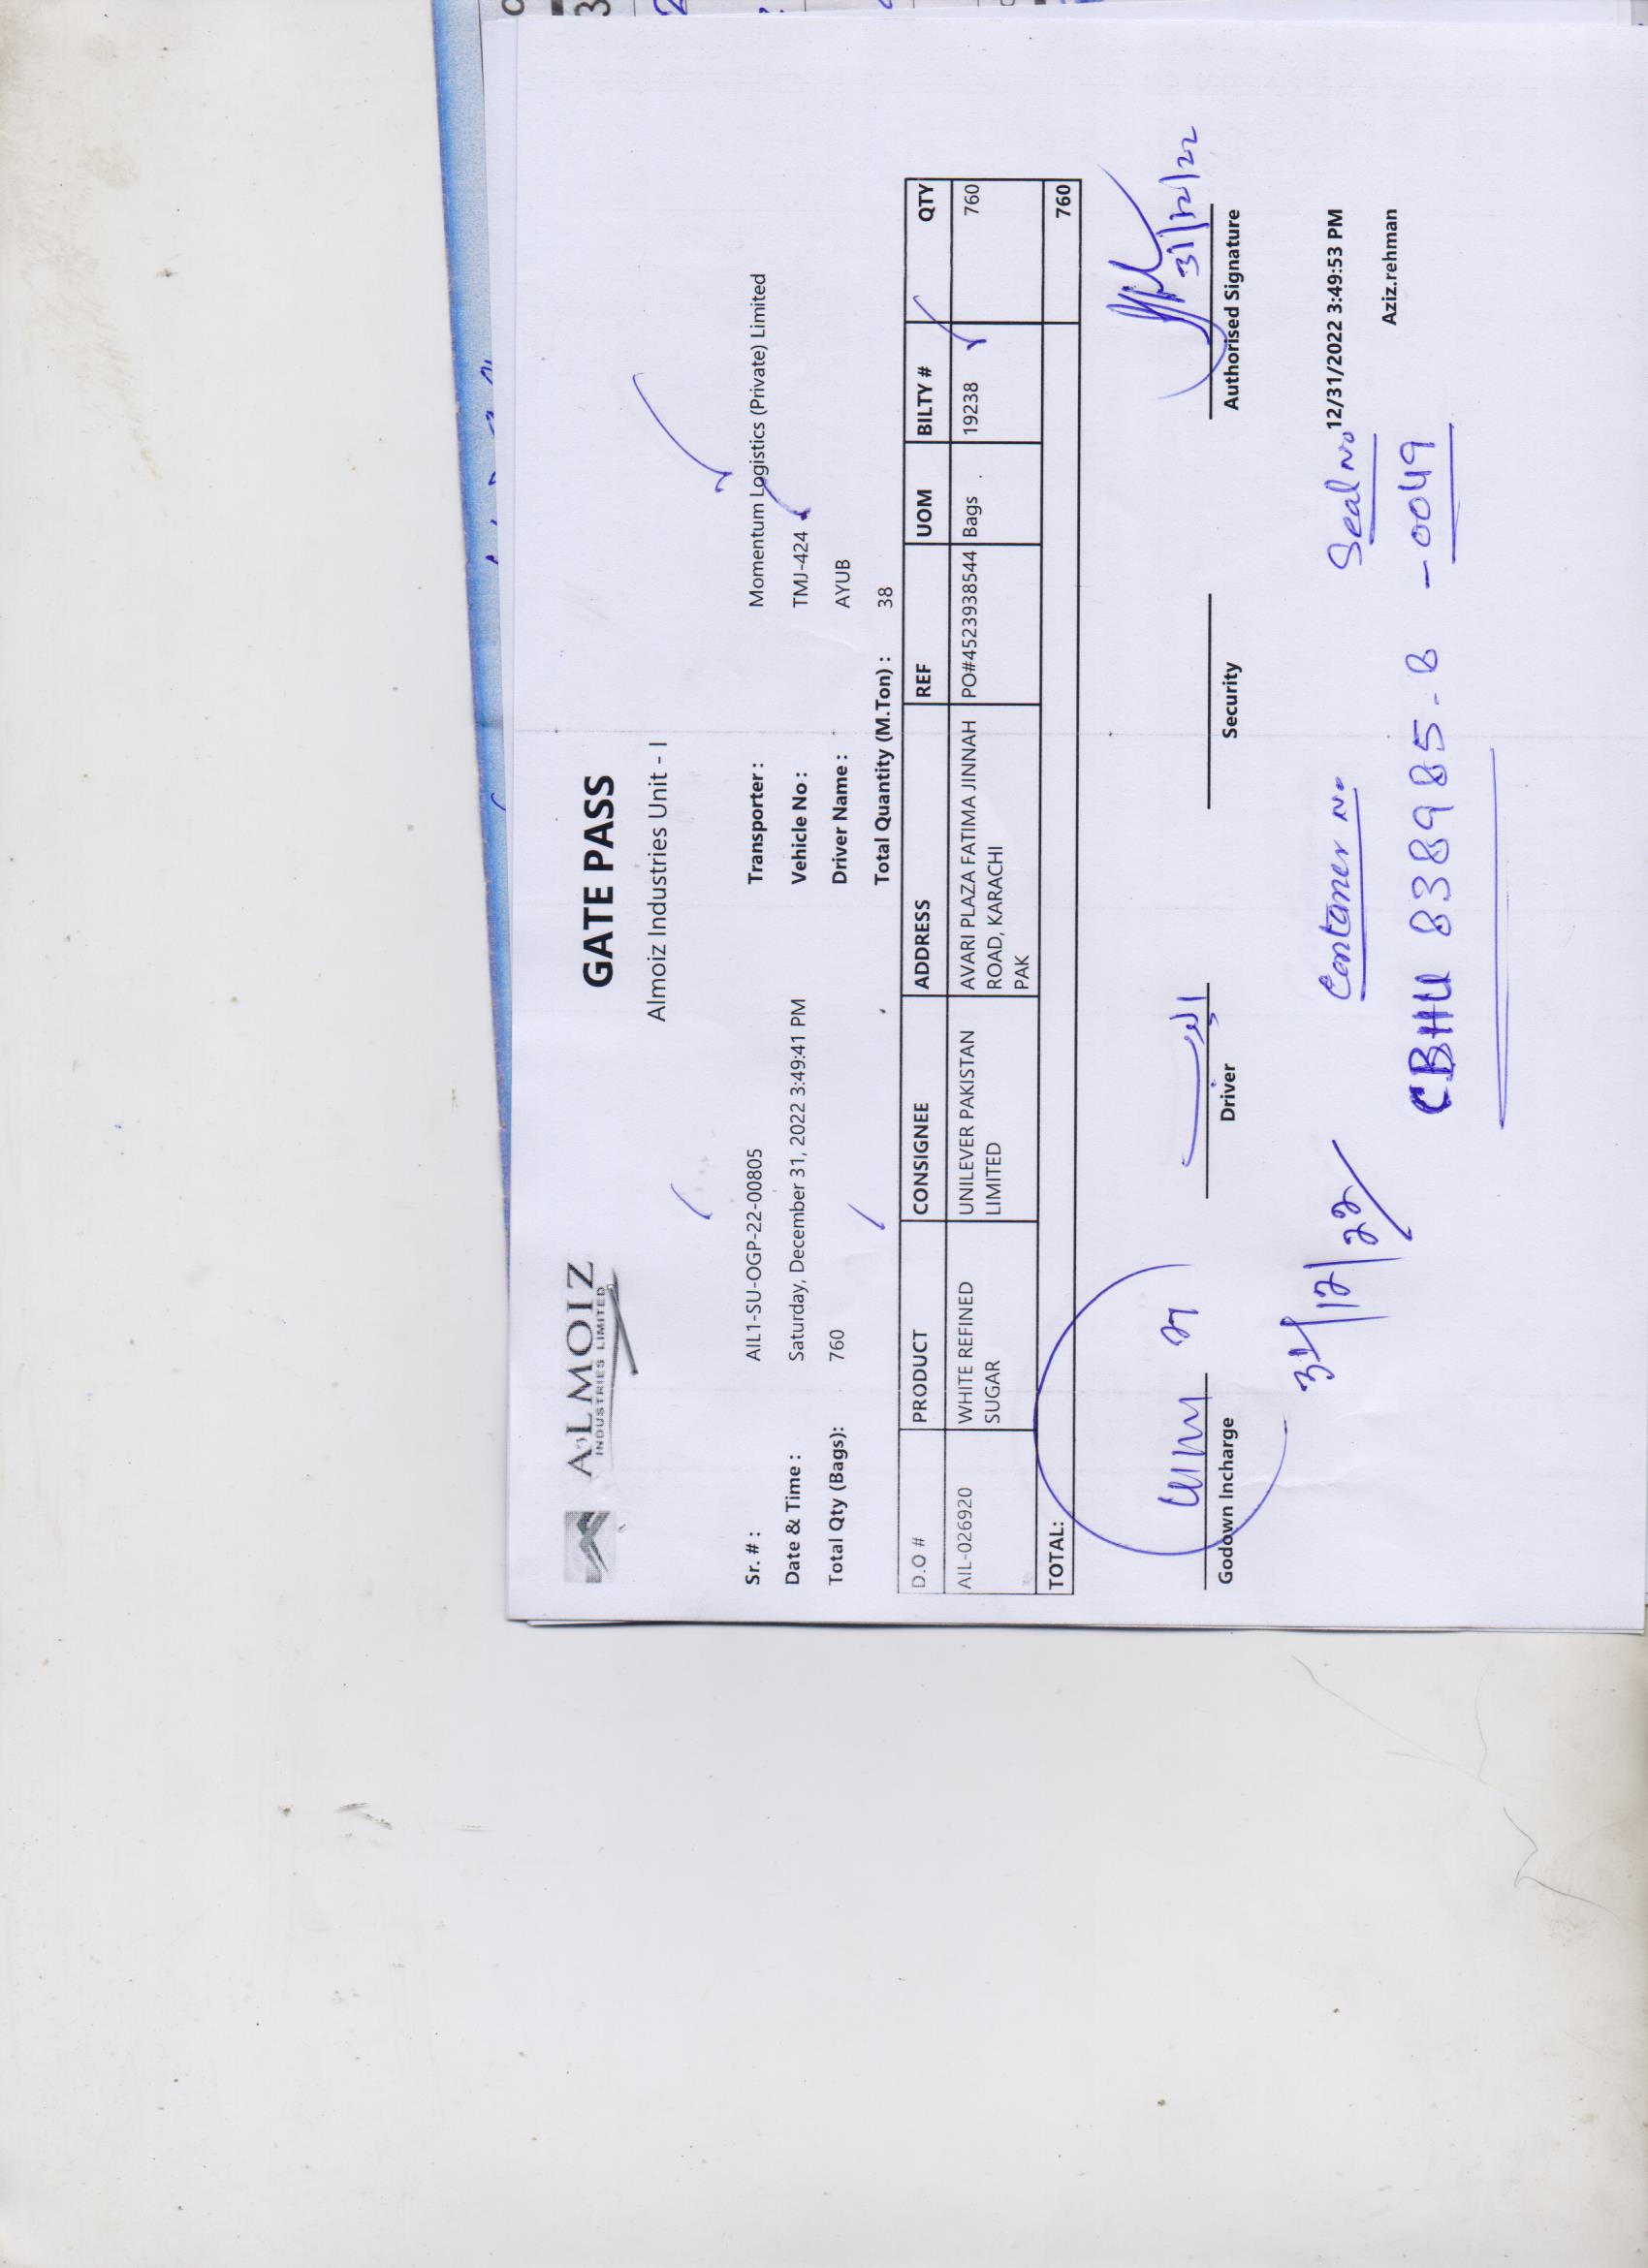 ALMOIZ
INDUSTRIES LIMITED
GATE PASS
Almoiz Industries Unit - I
Sr. # : AIL1-SU-OGP-22-00805 Transporter : Momentum Logistics (Private) Limited
Date & Time : Saturday, December 31, 2022 3:49:41 PM Vehicle No : TMJ-424
Total Qty (Bags): 760 Driver Name : AYUB
Total Quantity (M.Ton) : 38
D.O # PRODUCT CONSIGNEE ADDRESS REF UOM BILTY # QTY
AIL-026920 WHITE REFINED UNILEVER PAKISTAN AVARI PLAZA FATIMA JINNAH PO#4523938544 Bags 19238 760
SUGAR LIMITED ROAD, KARACHI
PAK
TOTAL: 760
ایوب 31/12/22
Godown Incharge Driver Security Authorised Signature
31/12/22 Container No Seal No 12/31/2022 3:49:53 PM
Aziz.rehman
CBHU 838985.8 -0049